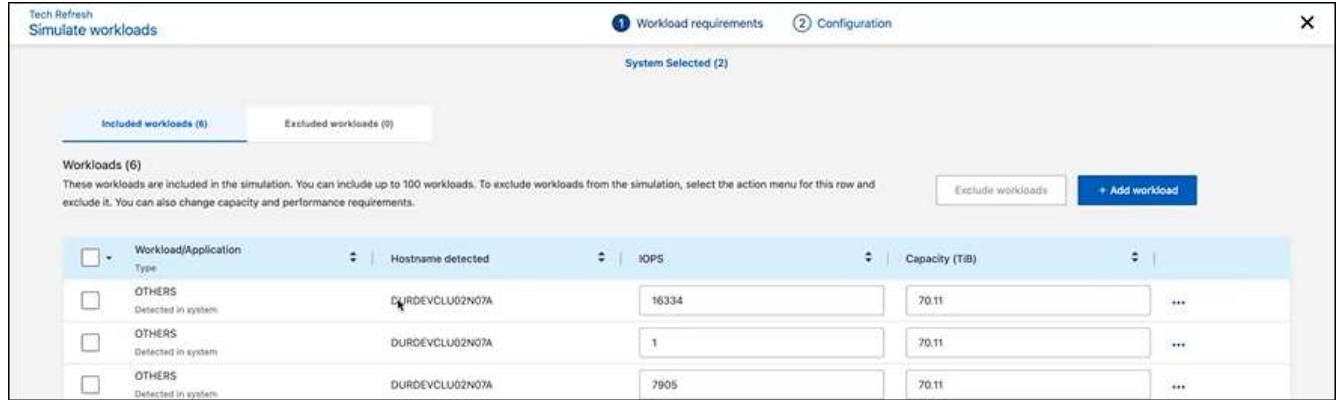 Tech Refresh
Simulate workloads
1 Workload requirements
2 Configuration
System Selected (2)
Included workloads (6)
Excluded workloads (0)
Workloads (6)
These workloads are included in the simulation. You can include up to 100 workloads. To exclude workloads from the simulation, select the action menu for this row and
exclude it. You can also change capacity and performance requirements.
Exclude workloads
+ Add workload
Workload/Application
Type
Hostname detected
IOPS
Capacity (TiB)
OTHERS
Detected in system
DURDEVCLU02N07A
16334
70.11
OTHERS
Detected in system
DURDEVCLU02N07A
1
70.11
OTHERS
Detected in system
DURDEVCLU02N07A
7905
70.11